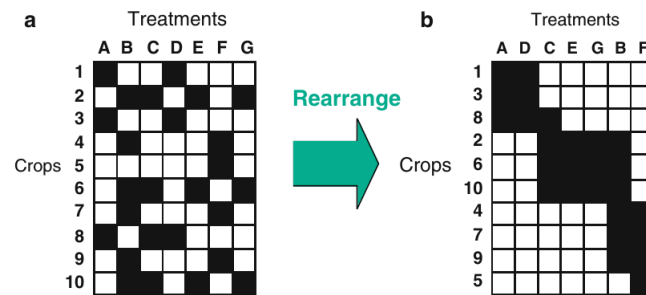 a
Treatments
A B C D E F G
1
2
3
4
Crops 5
6
7
8
9
10
Rearrange
b
Treatments
A D C E G B F
1
3
8
2
Crops 6
10
4
7
9
5